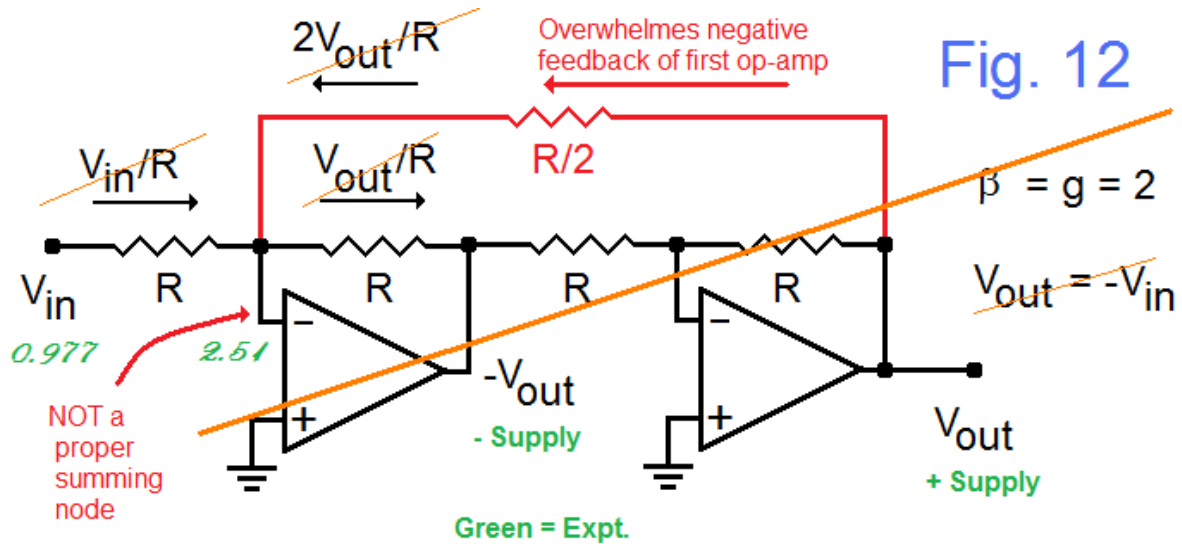 2Vout/R
Overwhelmes negative
feedback of first op-amp
Fig. 12
Vin/R
Vout/R
R/2
β = g = 2
R
R
R
R
Vin
Vout = -Vin
0.977
2.51
−
+
−
+
-Vout
NOT a
proper
summing
node
- Supply
Vout
+ Supply
Green = Expt.